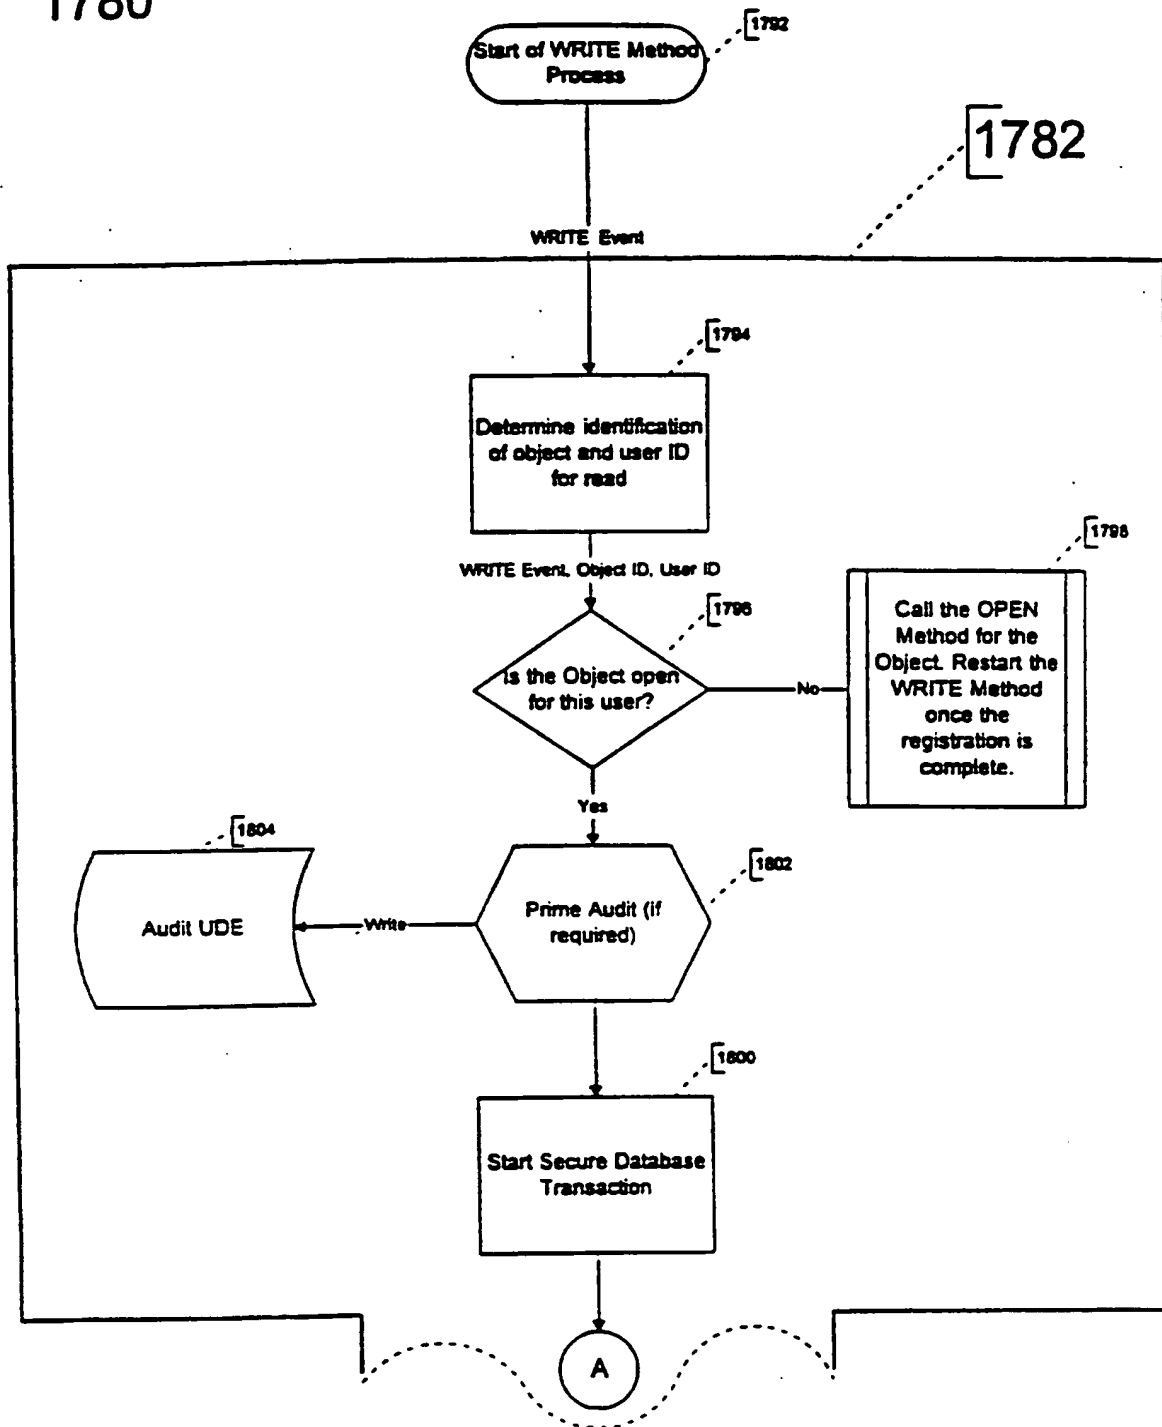 1780
1792
Start of WRITE Method
Process
1782
WRITE Event
1794
Determine identification
of object and user ID
for read
1798
WRITE Event, Object ID, User ID
1796
Call the OPEN
Method for the
Object. Restart the
WRITE Method
once the
registration is
complete.
Is the Object open
for this user?
No
Yes
1804
1802
Audit UDE
Write
Prime Audit (if
required)
1800
Start Secure Database
Transaction
A